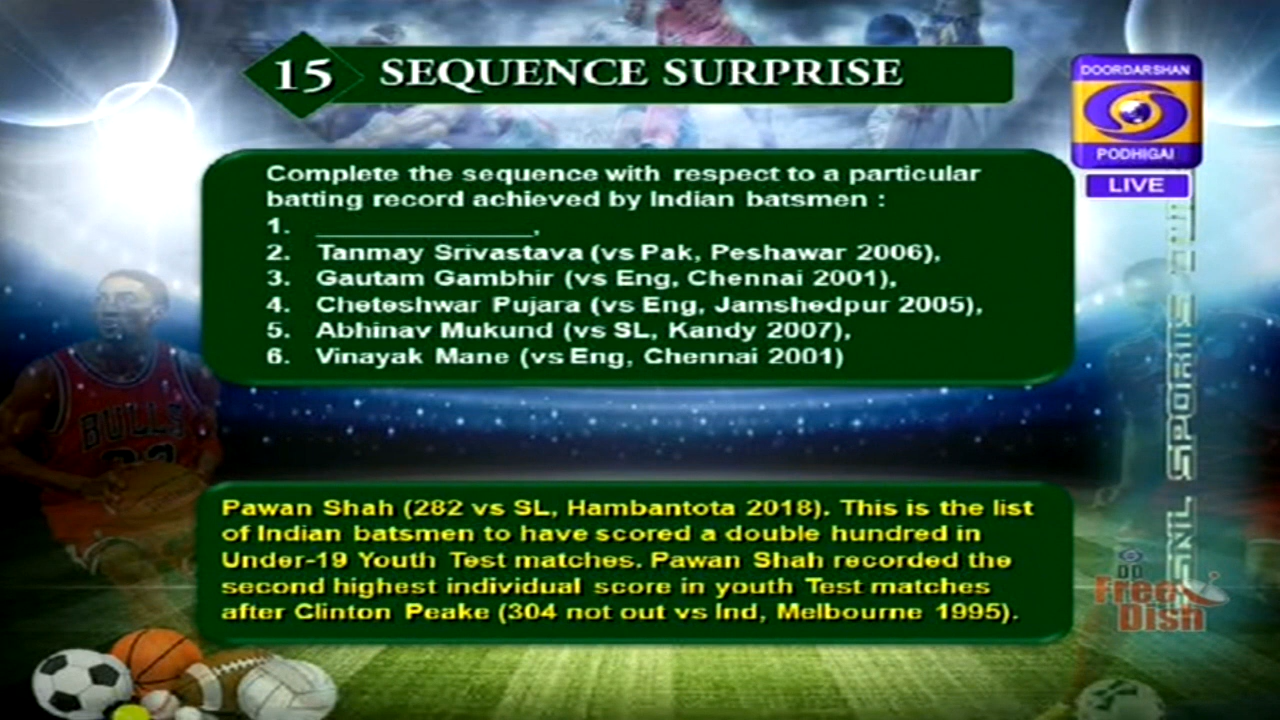 15 SEQUENCE SURPRISE
DOORDARSHAN
PODHIGAI
LIVE
Complete the sequence with respect to a particular
batting record achieved by Indian batsmen :
1. ________________,
2. Tanmay Srivastava (vs Pak, Peshawar 2006),
3. Gautam Gambhir (vs Eng, Chennai 2001),
4. Cheteshwar Pujara (vs Eng, Jamshedpur 2005),
5. Abhinav Mukund (vs SL, Kandy 2007),
6. Vinayak Mane (vs Eng, Chennai 2001)
BULLS
Pawan Shah (282 vs SL, Hambantota 2018). This is the list
of Indian batsmen to have scored a double hundred in
Under-19 Youth Test matches. Pawan Shah recorded the
second highest individual score in youth Test matches
after Clinton Peake (304 not out vs Ind, Melbourne 1995).
SPORTS
DD
Free
Dish